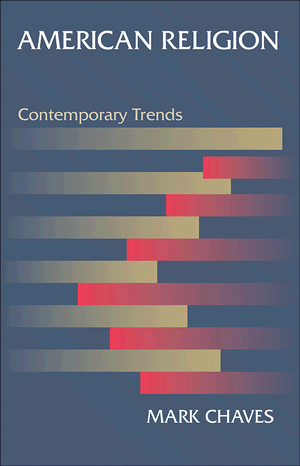 AMERICAN RELIGION
Contemporary Trends
MARK CHAVES